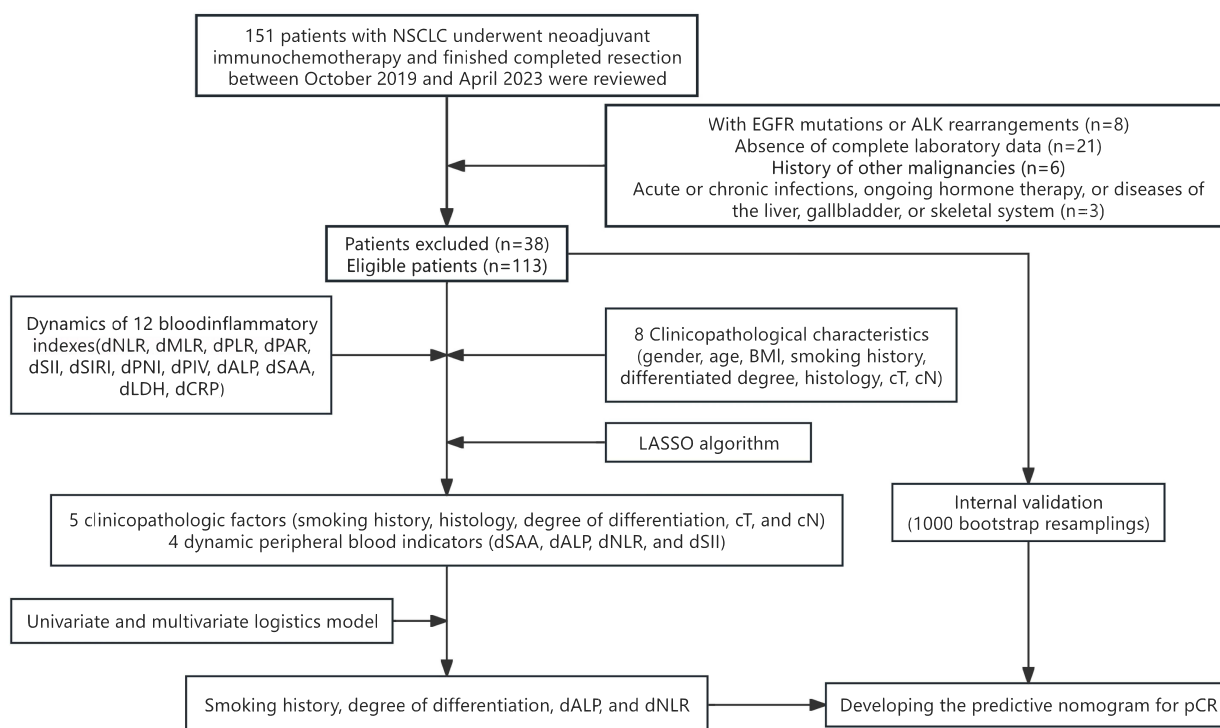 151 patients with NSCLC underwent neoadjuvant
immunochemotherapy and finished completed resection
between October 2019 and April 2023 were reviewed
With EGFR mutations or ALK rearrangements (n=8)
Absence of complete laboratory data (n=21)
History of other malignancies (n=6)
Acute or chronic infections, ongoing hormone therapy, or diseases of
the liver, gallbladder, or skeletal system (n=3)
Patients excluded (n=38)
Eligible patients (n=113)
Dynamics of 12 bloodinflammatory
indexes(dNLR, dMLR, dPLR, dPAR,
dSII, dSIRI, dPNI, dPIV, dALP, dSAA,
dLDH, dCRP)
8 Clinicopathological characteristics
(gender, age, BMI, smoking history,
differentiated degree, histology, cT, cN)
LASSO algorithm
5 clinicopathologic factors (smoking history, histology, degree of differentiation, cT, and cN)
4 dynamic peripheral blood indicators (dSAA, dALP, dNLR, and dSII)
Internal validation
(1000 bootstrap resamplings)
Univariate and multivariate logistics model
Smoking history, degree of differentiation, dALP, and dNLR
Developing the predictive nomogram for pCR